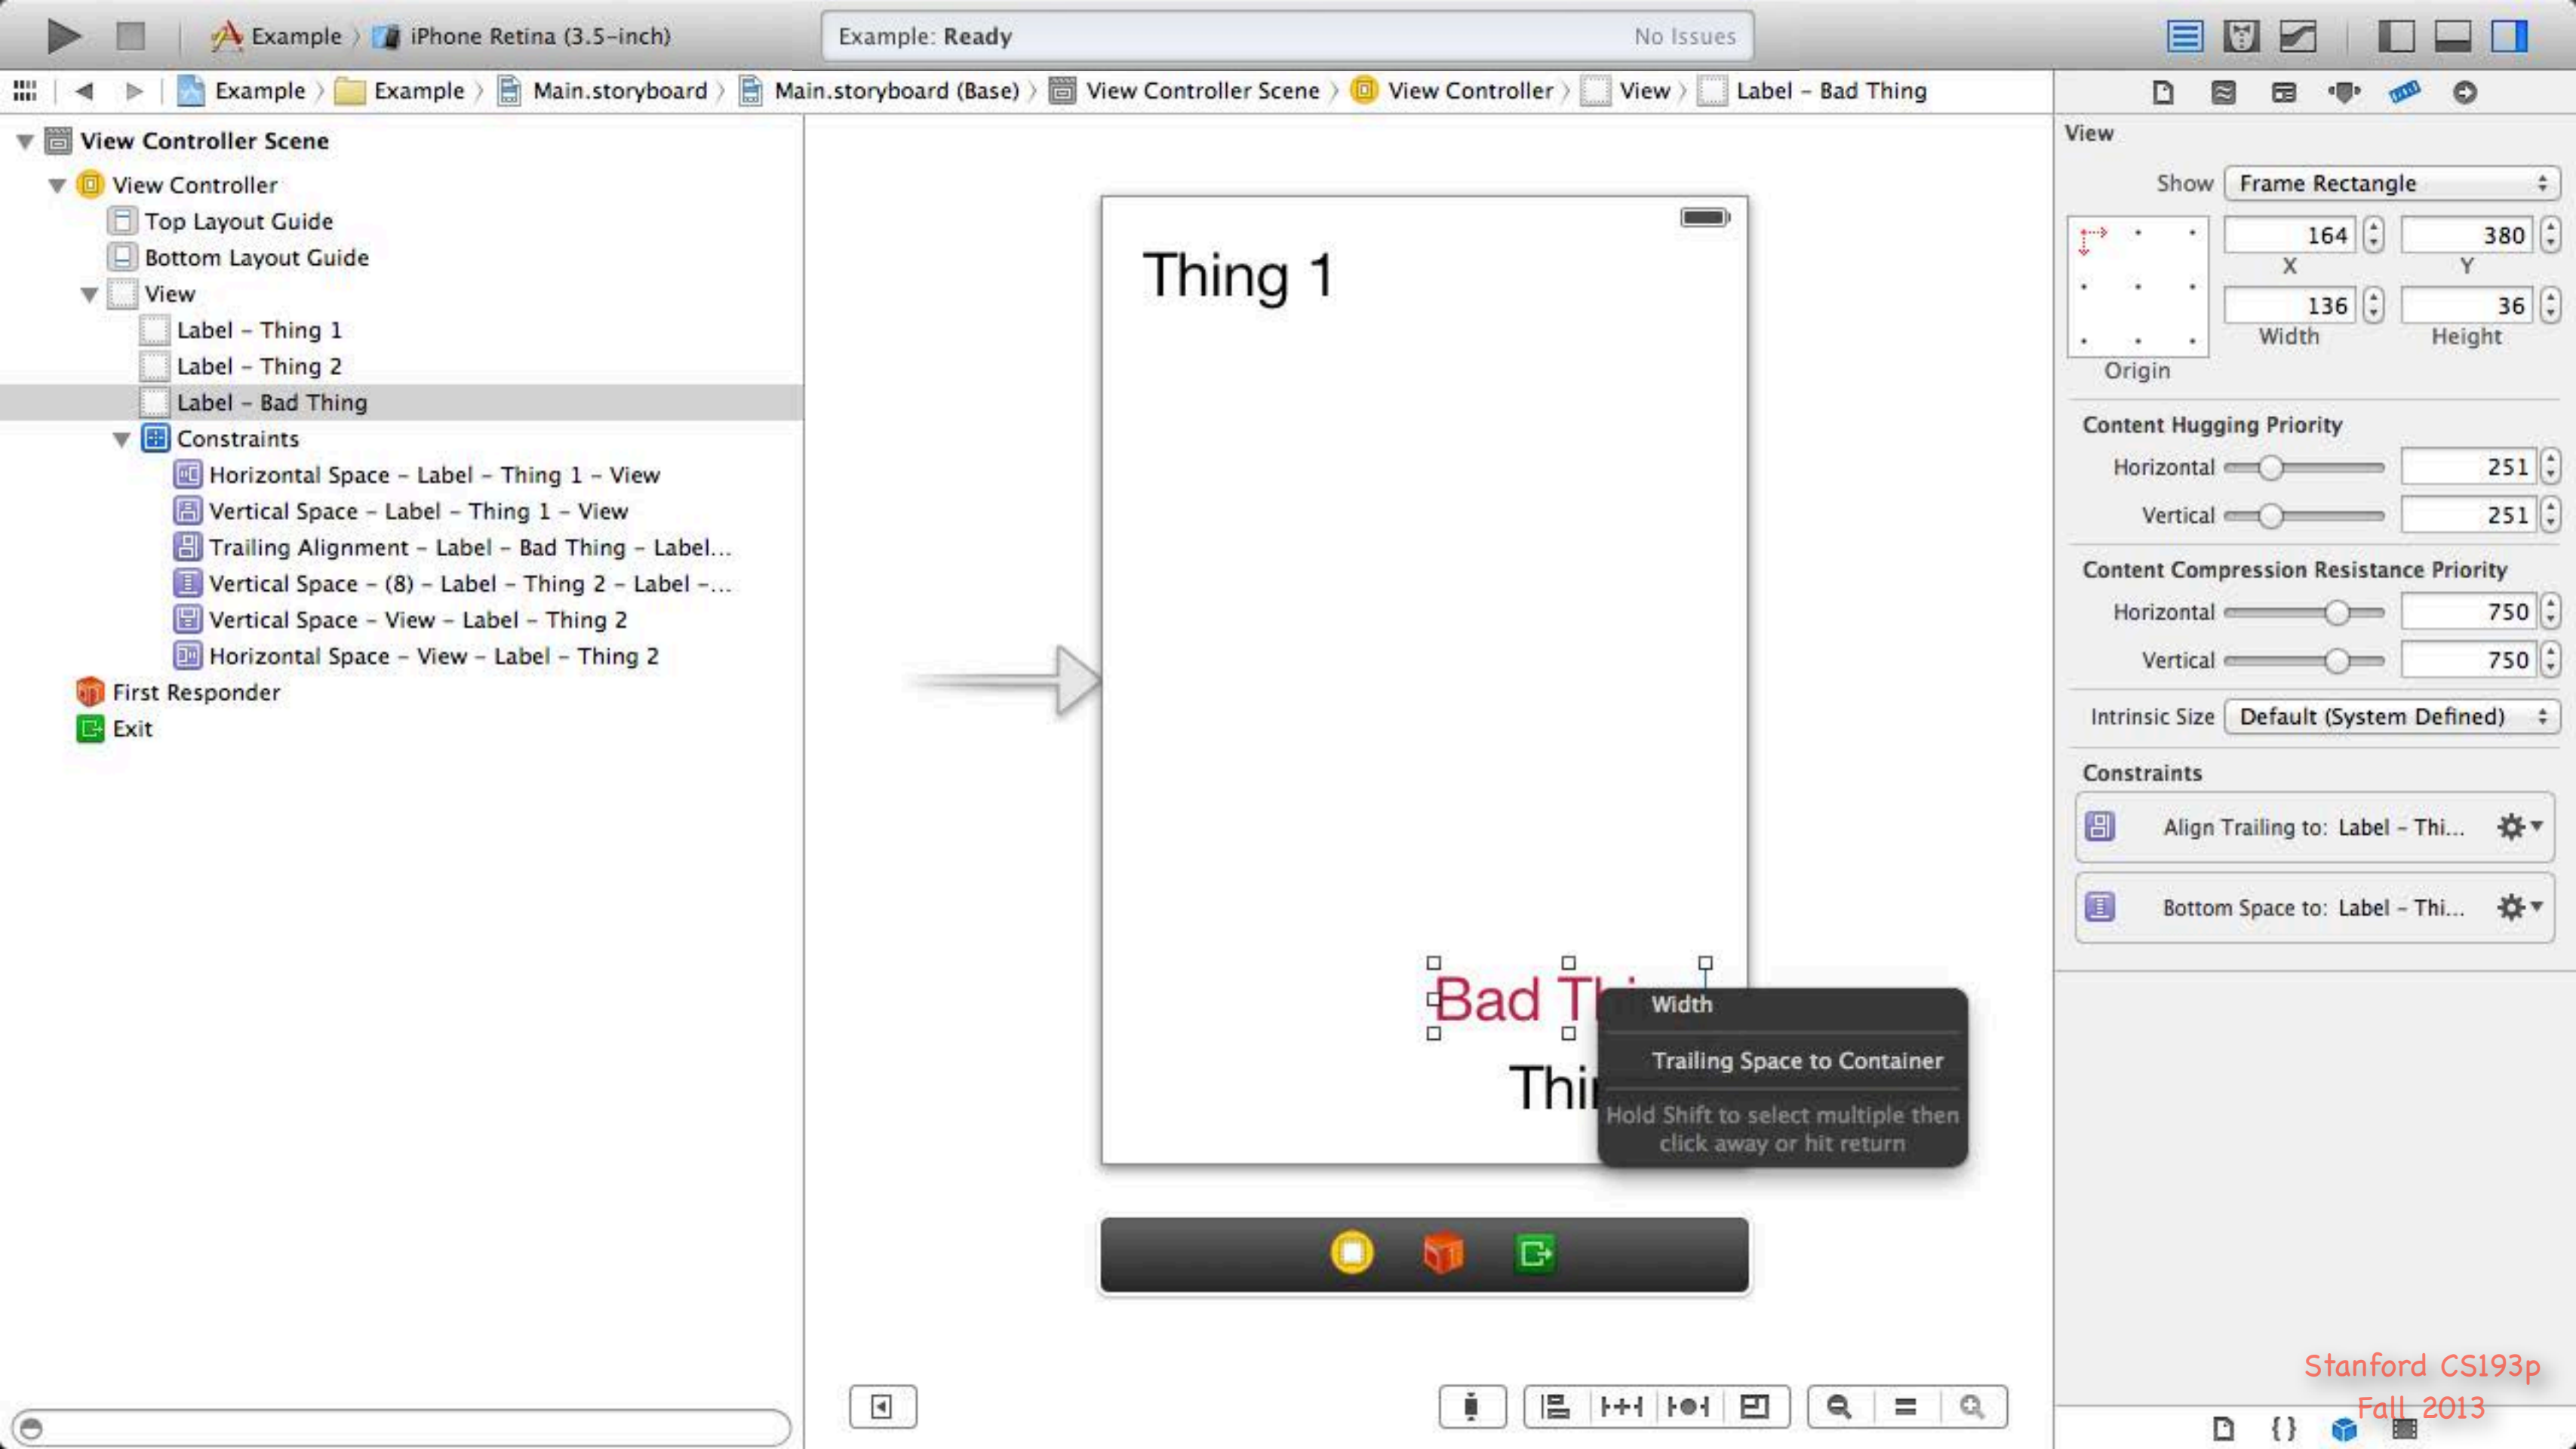 Example
iPhone Retina (3.5-inch)
Example: Ready
No Issues
Example
Example
Main.storyboard
Main.storyboard (Base)
View Controller Scene
View Controller
View
Label - Bad Thing
View Controller Scene
View Controller
Top Layout Guide
Bottom Layout Guide
View
Label - Thing 1
Label - Thing 2
Label - Bad Thing
Constraints
Horizontal Space - Label - Thing 1 - View
Vertical Space - Label - Thing 1 - View
Trailing Alignment - Label - Bad Thing - Label...
Vertical Space - (8) - Label - Thing 2 - Label -...
Vertical Space - View - Label - Thing 2
Horizontal Space - View - Label - Thing 2
First Responder
Exit
Thing 1
Bad Thi
Thi
Width
Trailing Space to Container
Hold Shift to select multiple then
click away or hit return
View
Show Frame Rectangle
164 380
X Y
136 36
Width Height
Origin
Content Hugging Priority
Horizontal 251
Vertical 251
Content Compression Resistance Priority
Horizontal 750
Vertical 750
Intrinsic Size Default (System Defined)
Constraints
Align Trailing to: Label - Thi...
Bottom Space to: Label - Thi...
Stanford CS193p
Fall 2013